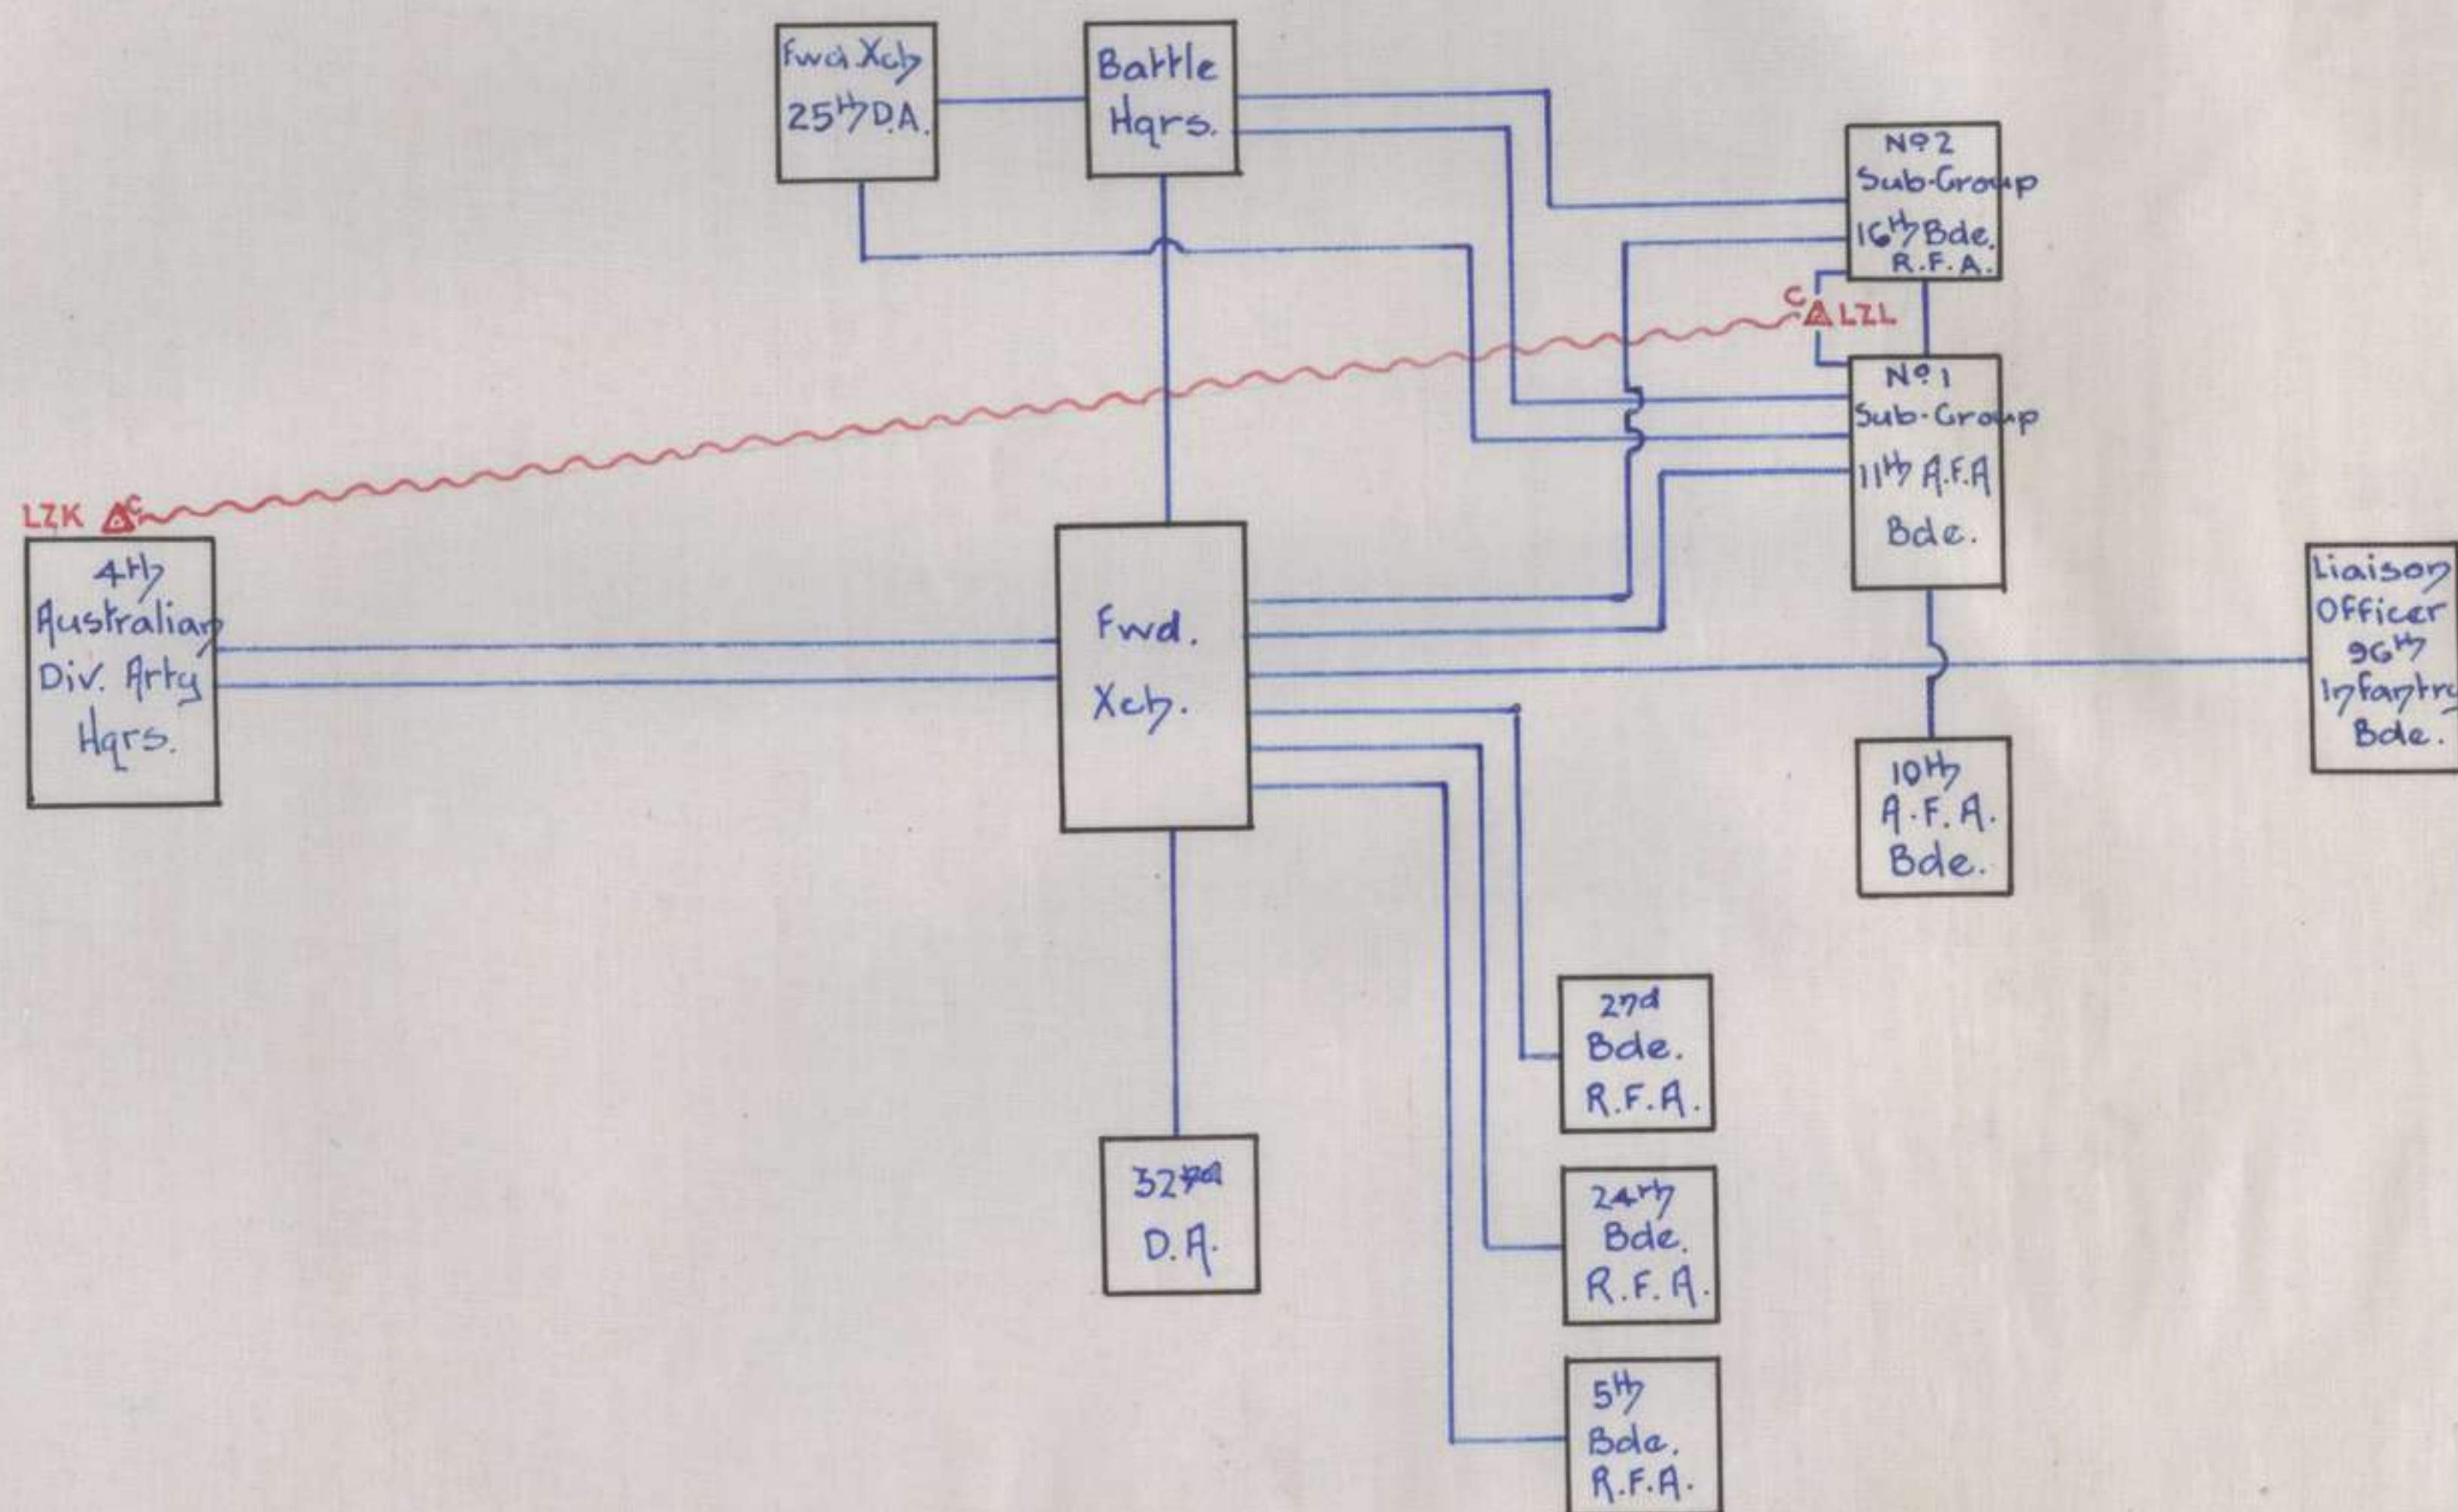 Fwd Xch
25th D.A.
Battle
Hqrs.
No 2
Sub-Group
16th Bde.
R.F.A.
C
LZL
No 1
Sub-Group
11th A.F.A
Bde.
LZK
C
4th
Australian
Div. Arty
Hqrs.
Fwd.
Xch.
Liaison
Officer
96th
Infantry
Bde.
10th
A.F.A.
Bde.
2nd
Bde.
R.F.A.
32nd
D.A.
24th
Bde.
R.F.A.
5th
Bde.
R.F.A.